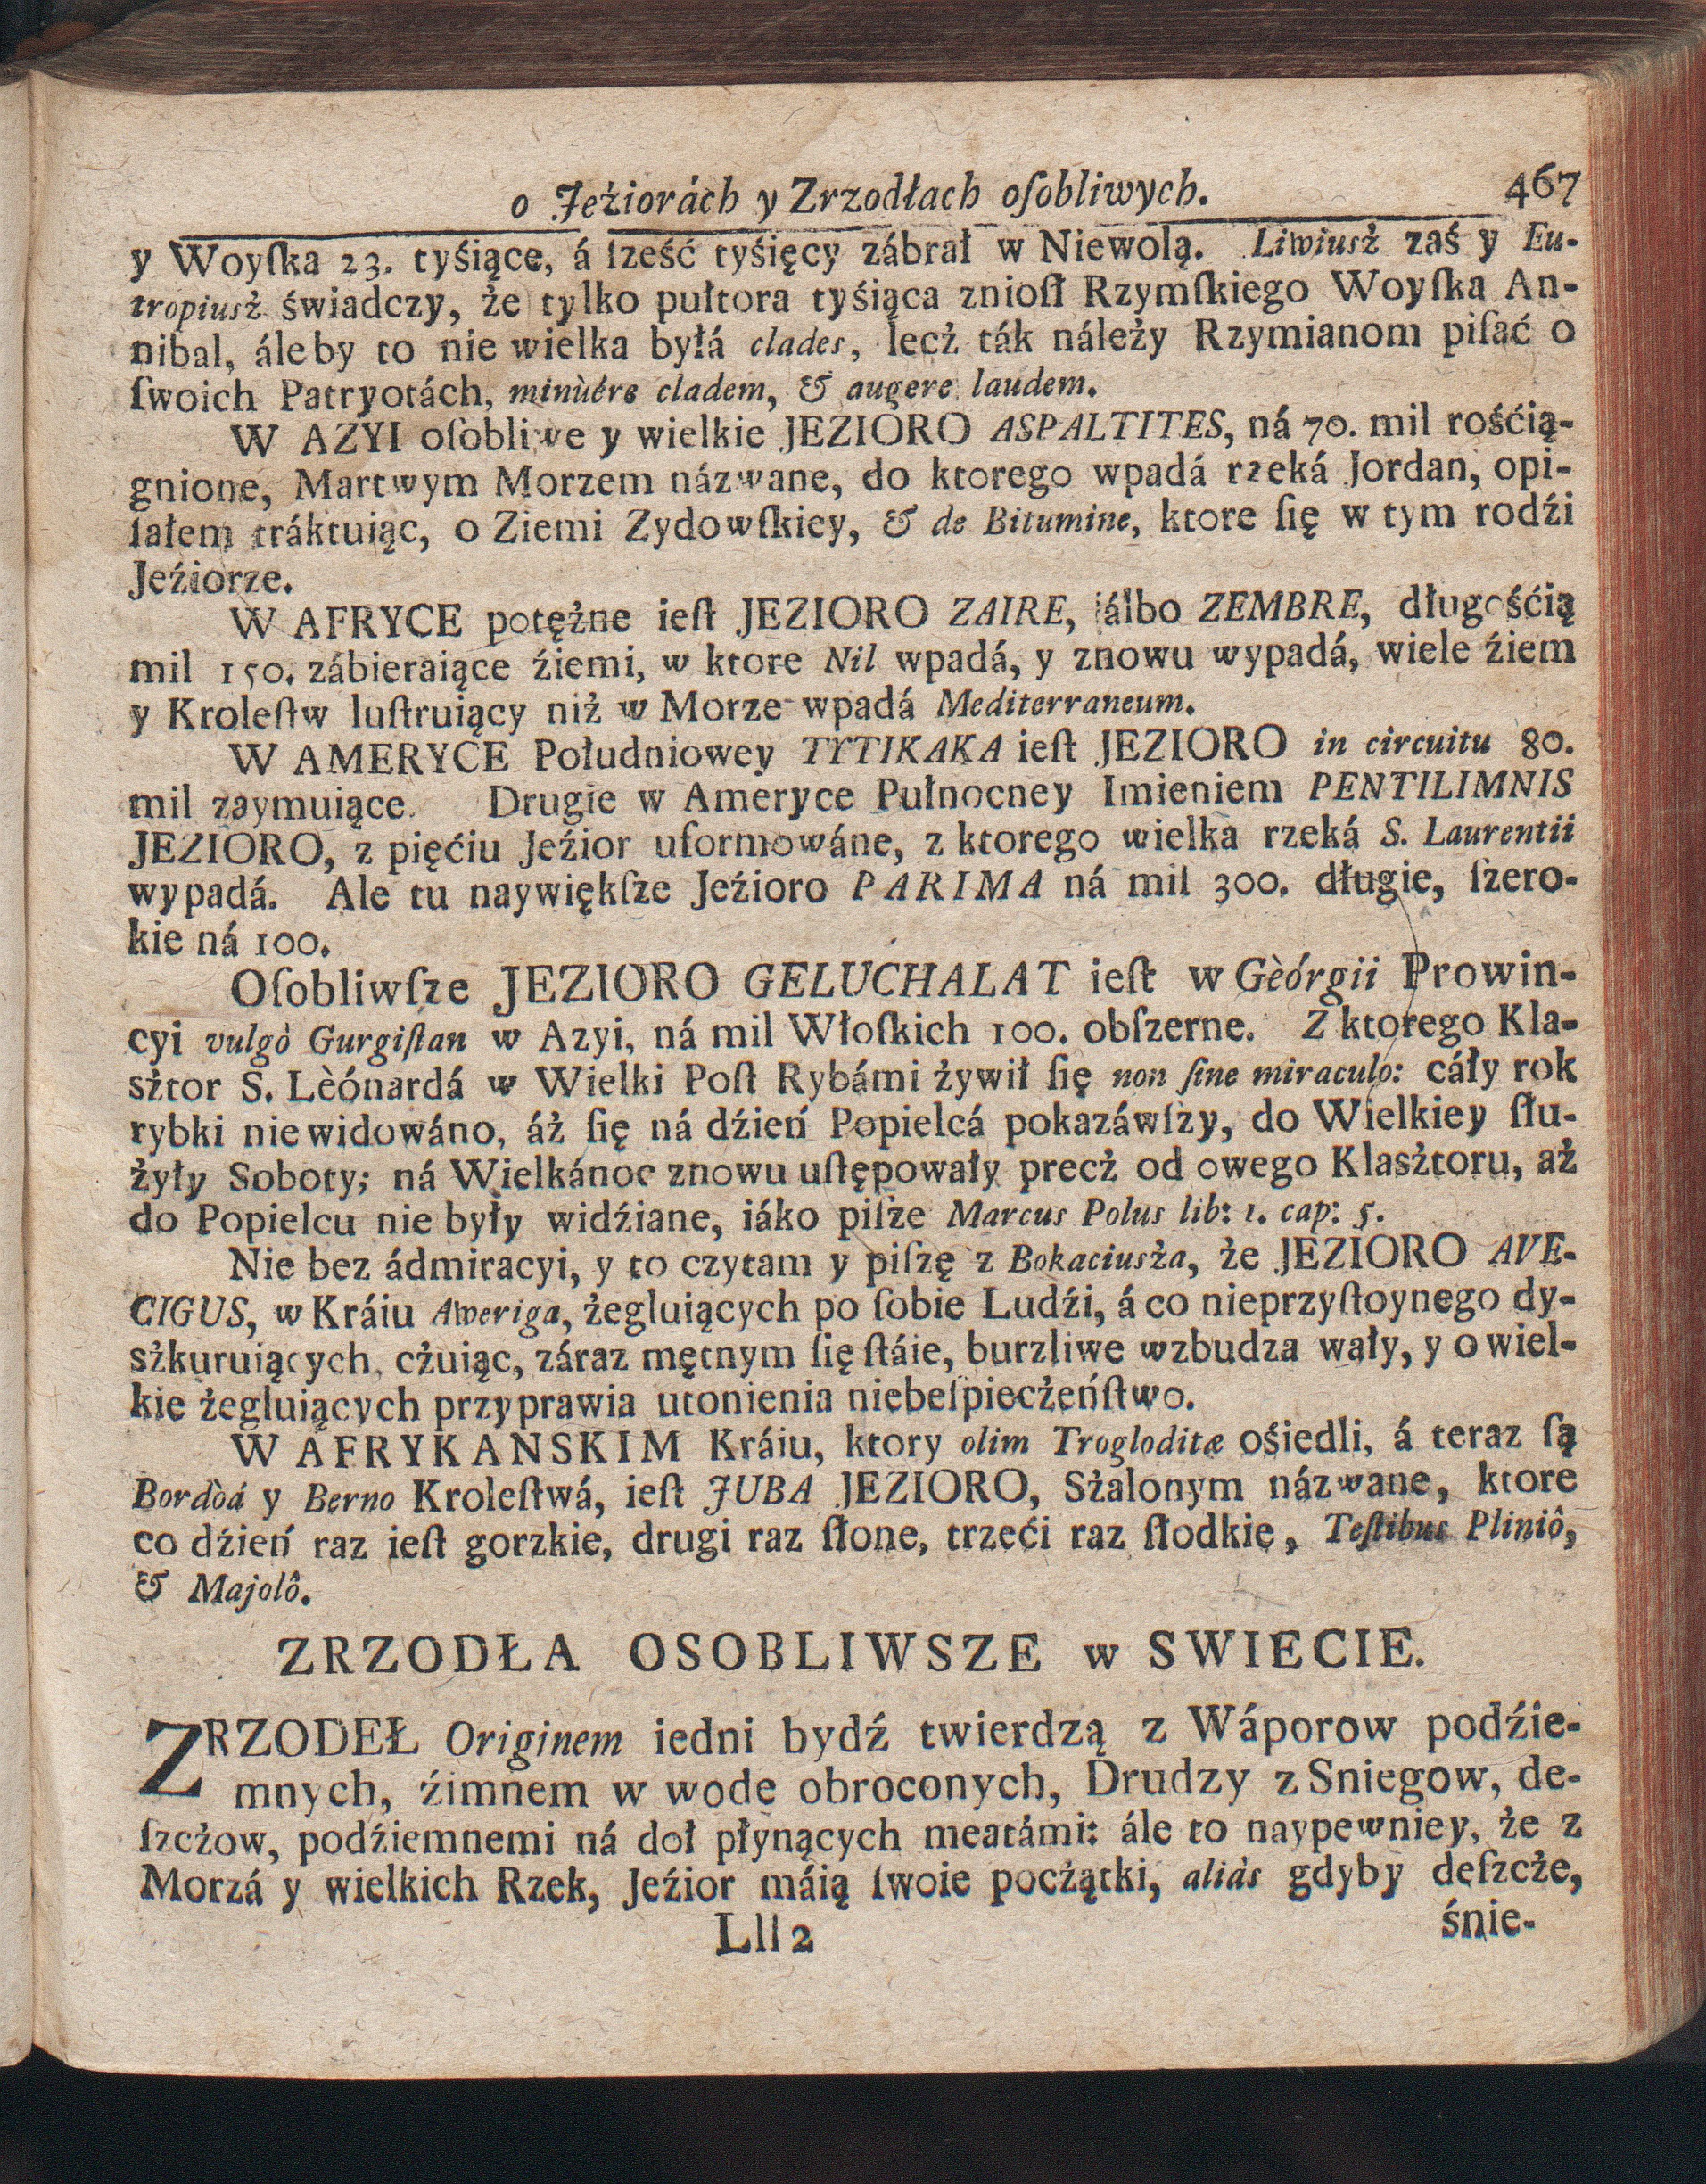 o Jeźiorách y Zrzodłach oſobliwych. 467
y Woyſka 23. tyśiące, á ſześć tyśięcy zábrał w Niewolą. Liwiusż zaś y Eu-
tropiusż świadczy, że tylko pułtora tyśiąca znioſł Rzymſkiego Woyſka An-
nibal, áleby to nie wielka byłá clades, lecż ták náleży Rzymianom piſać o
ſwoich Patryotách, minùére cladem, & augere laudem.
W AZYI oſobliwe y wielkie JEZIORO ASPALTITES, ná 70. mil rośćią-
gnione, Martwym Morzem názwane, do ktorego wpadá rzeká Jordan, opi-
ſałem tráktuiąc, o Ziemi Zydowſkiey, & de Bitumine, ktore ſię w tym rodźi
Jeźiorze.
W AFRYCE potężne ieſt JEZIORO ZAIRE, álbo ZEMBRE, długośćią
mil 150. zábieraiące źiemi, w ktore Nil wpadá, y znowu wypadá, wiele źiem
y Kroleſtw luſtruiący niż w Morze wpadá Mediterraneum.
W AMERYCE Południowey TYTIKAKA ieſt JEZIORO in circuitu 80.
mil zaymuiące. Drugie w Ameryce Pułnocney Imieniem PENTILIMNIS
JEZIORO, z pięćiu Jeźior uformowáne, z ktorego wielka rzeká S. Laurentii
wypadá. Ale tu naywiękſze Jeźioro PARIMA ná mil 300. długie, ſzero-
kie ná 100.
Oſobliwſze JEZIORO GELUCHALAT ieſt w Gèórgii Prowin-
cyi vulgò Gurgiſtan w Azyi, ná mil Włoſkich 100. obſzerne. Z ktorego Kla-
sżtor S. Lèónardá w Wielki Poſt Rybámi żywił ſię non ſine miraculo: cáły rok
rybki niewidowáno, áż ſię ná dźień Popielcá pokazáwſzy, do Wielkiey ſłu-
żyły Soboty; ná Wielkánoc znowu uſtępowały precż od owego Klasżtoru, aż
do Popielcu nie były widźiane, iáko piſze Marcus Polus lib: 1. cap: 5.
Nie bez ádmiracyi, y to czytam y piſzę z Bokaciusża, że JEZIORO AVE-
CIGUS, w Kráiu Aweriga, żegluiących po ſobie Ludźi, á co nieprzyſtoynego dy-
sżkuruiących, cżuiąc, záraz mętnym ſię ſtáie, burzliwe wzbudza wały, y o wiel-
kie żegluiących przyprawia utonienia niebeſpiecżeńſtwo.
W AFRYKANSKIM Kráiu, ktory olim Trogloditæ ośiedli, á teraz ſą
Bordòá y Berno Kroleſtwá, ieſt JUBA JEZIORO, Sżalonym názwane, ktore
co dźień raz ieſt gorzkie, drugi raz ſłone, trzeći raz ſłodkie, Teſtibus Pliniô,
& Majolô.
ZRZODŁA OSOBLIWSZE w SWIECIE.
ZRZODEŁ Originem iedni bydź twierdzą z Wáporow podźie-
mnych, źimnem w wode obroconych, Drudzy z Sniegow, de-
ſzcżow, podźiemnemi ná doł płynących meatámi: ále to naypewniey, że z
Morzá y wielkich Rzek, Jeźior máią ſwoie pocżątki, aliàs gdyby deſzcże,
Lll 2 śnie-